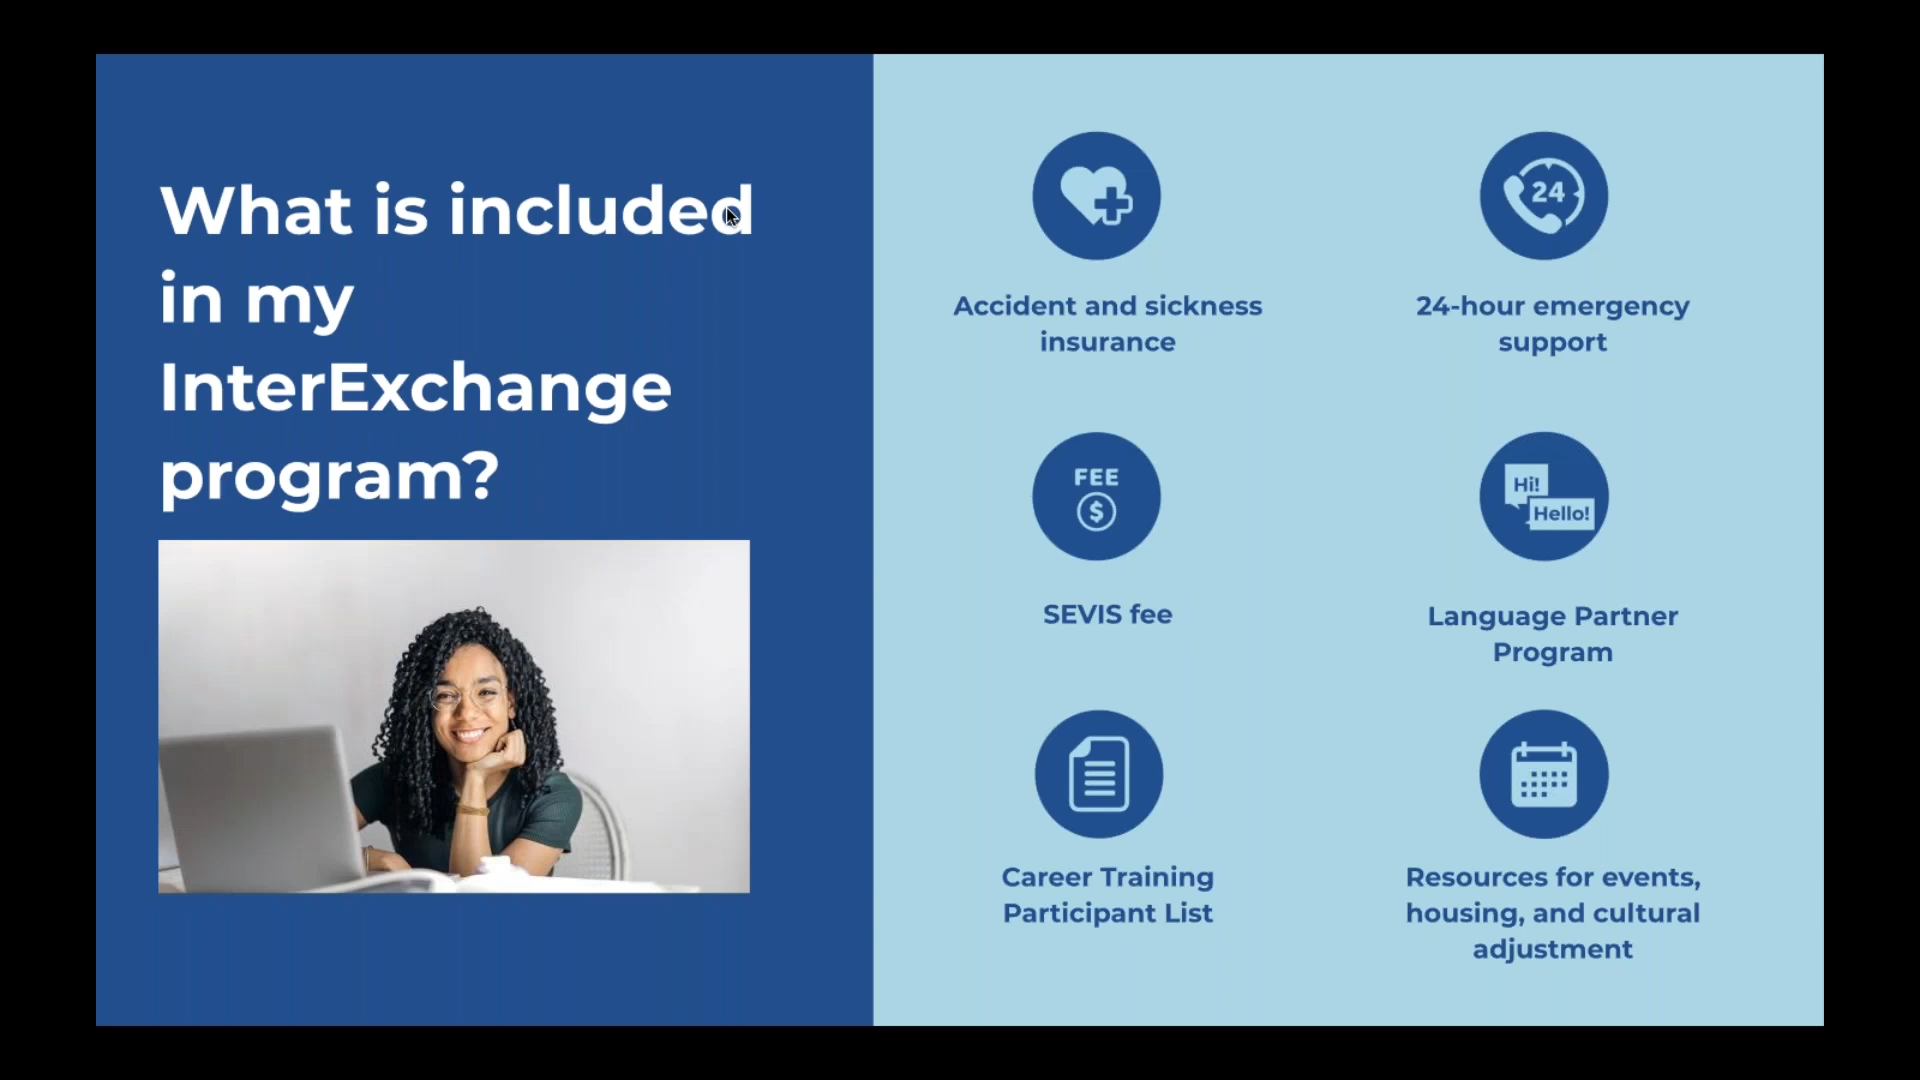 What is included
in my
InterExchange
program?
Accident and sickness
insurance
24
24-hour emergency
support
FEE
$
SEVIS fee
Hi!
Hello!
Language Partner
Program
Career Training
Participant List
Resources for events,
housing, and cultural
adjustment